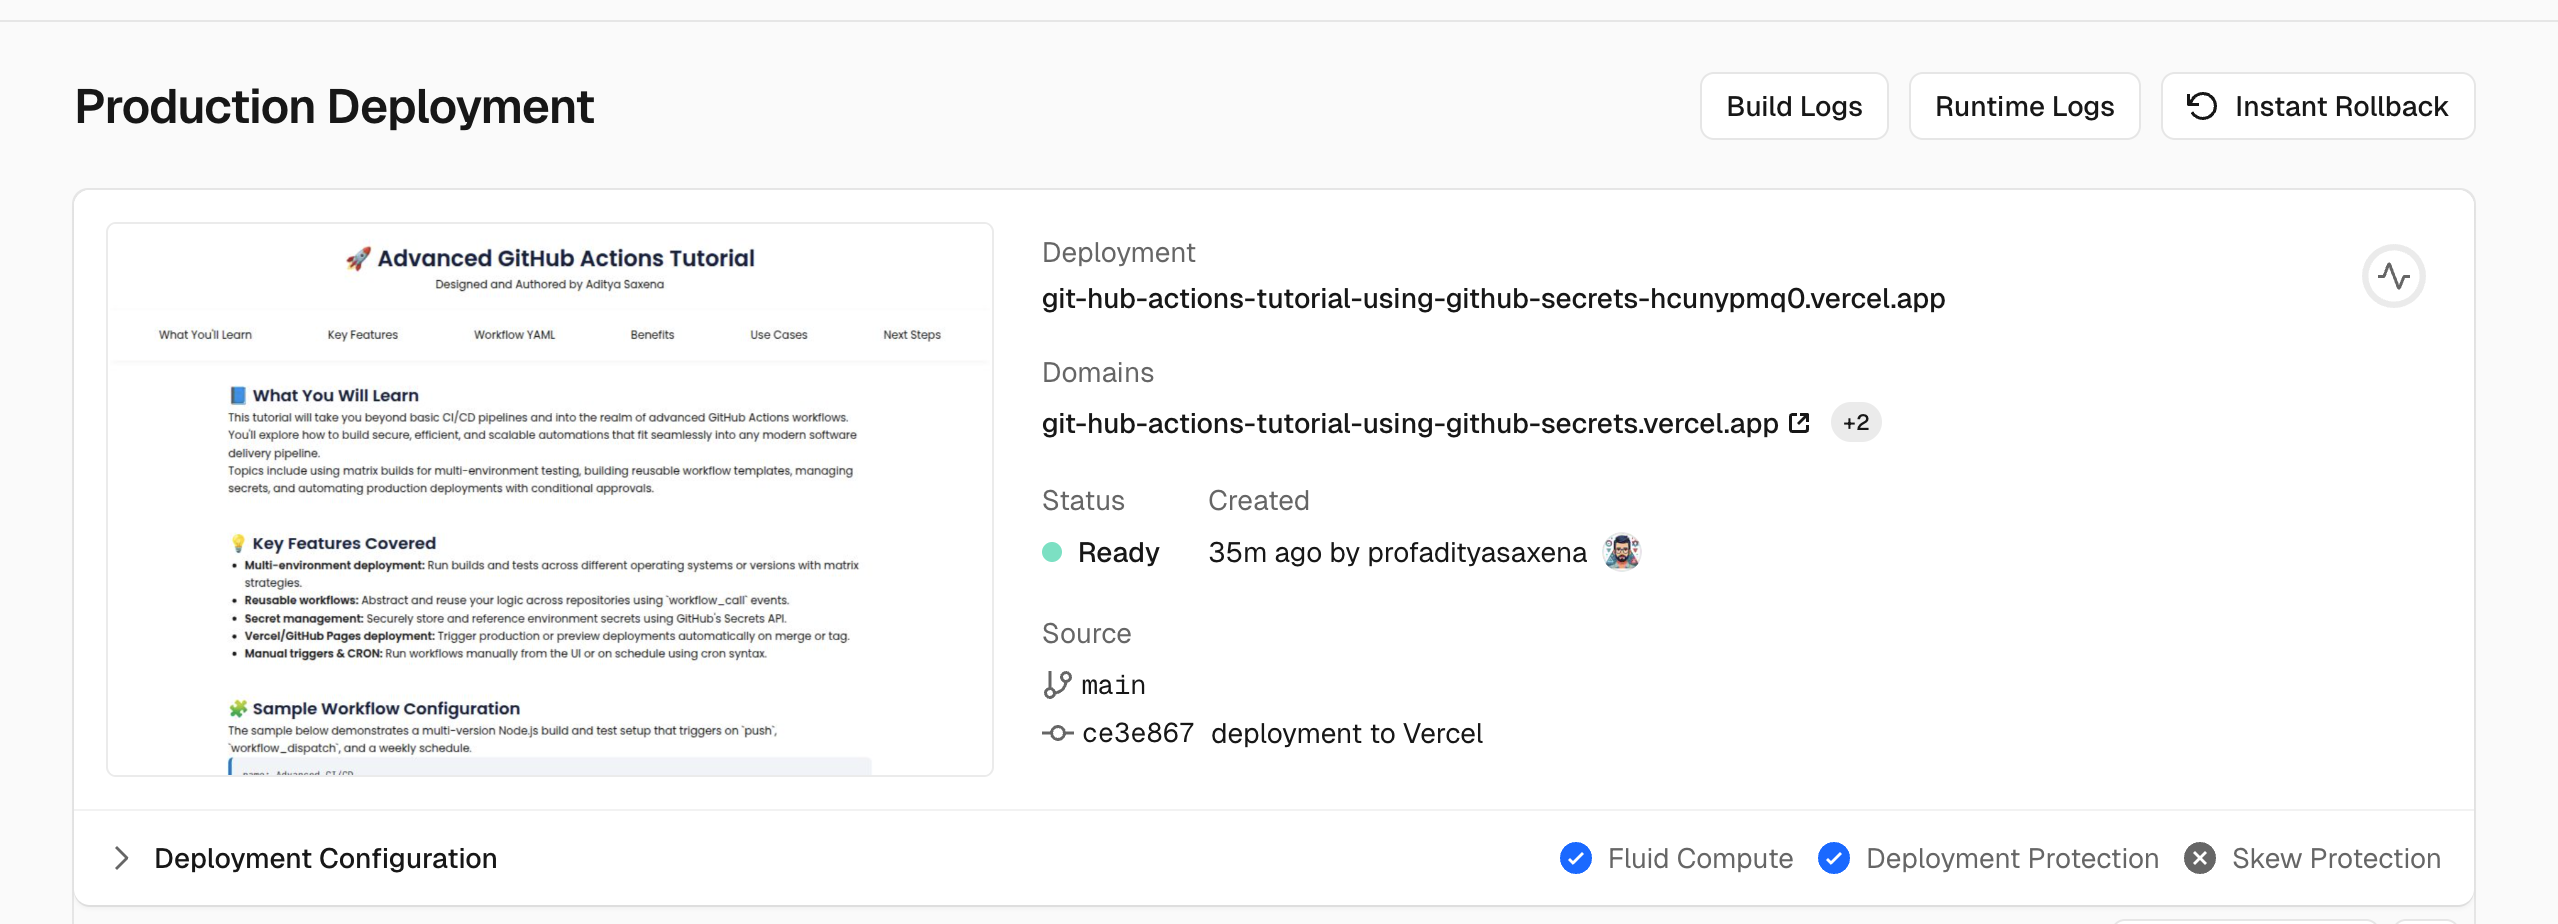 Production Deployment
Build Logs
Runtime Logs
Instant Rollback
🚀 Advanced GitHub Actions Tutorial
Designed and Authored by Aditya Saxena
What You'll Learn
Key Features
Workflow YAML
Benefits
Use Cases
Next Steps
📘 What You Will Learn
This tutorial will take you beyond basic CI/CD pipelines and into the realm of advanced GitHub Actions workflows.
You'll explore how to build secure, efficient, and scalable automations that fit seamlessly into any modern software
delivery pipeline.
Topics include using matrix builds for multi-environment testing, building reusable workflow templates, managing
secrets, and automating production deployments with conditional approvals.
💡 Key Features Covered
• Multi-environment deployment: Run builds and tests across different operating systems or versions with matrix
strategies.
• Reusable workflows: Abstract and reuse your logic across repositories using `workflow_call` events.
• Secret management: Securely store and reference environment secrets using GitHub's Secrets API.
• Vercel/GitHub Pages deployment: Trigger production or preview deployments automatically on merge or tag.
• Manual triggers & CRON: Run workflows manually from the UI or on schedule using cron syntax.
🧩 Sample Workflow Configuration
The sample below demonstrates a multi-version Node.js build and test setup that triggers on `push`,
`workflow_dispatch`, and a weekly schedule.
name: Advanced CI/CD
Deployment
git-hub-actions-tutorial-using-github-secrets-hcunypmq0.vercel.app
Domains
git-hub-actions-tutorial-using-github-secrets.vercel.app +2
Status Created
Ready 35m ago by profadityasaxena
Source
main
ce3e867 deployment to Vercel
Deployment Configuration
Fluid Compute
Deployment Protection
Skew Protection